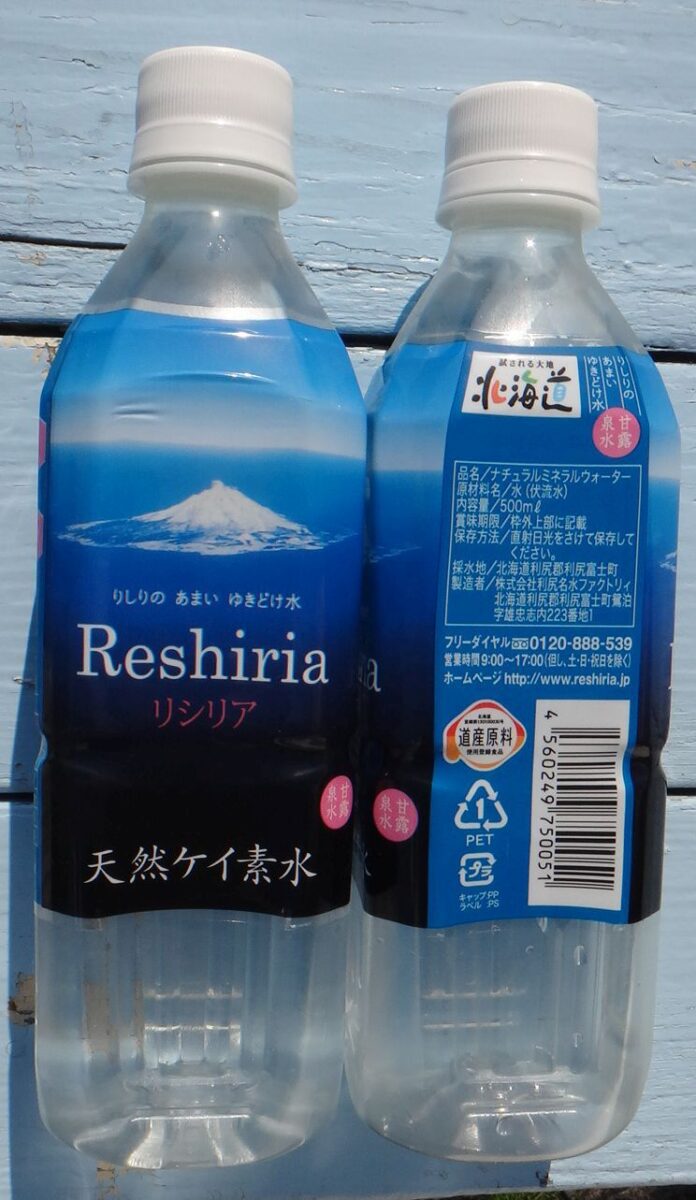 りしりの あまい ゆきどけ水
Reshiria
リシリア
甘露
泉水
天然ケイ素水
試される大地
北海道
りしりの
あまい
ゆきどけ水
甘露
泉水
品名／ナチュラルミネラルウォーター
原材料名／水（伏流水）
内容量／500mℓ
賞味期限／枠外上部に記載
保存方法／直射日光をさけて保存して
ください。
採水地／北海道利尻郡利尻富士町
製造者／株式会社利尻名水ファクトリィ
北海道利尻郡利尻富士町鴛泊
字雄忠志内223番地1
フリーダイヤル 0120-888-539
営業時間9:00〜17:00(但し、土・日・祝日を除く)
ホームページ http://www.reshiria.jp
道産原料
使用登録食品
1
PET
プラ
キャップ:PP
ラベル :PS
4 560249 750051
甘露
泉水
水